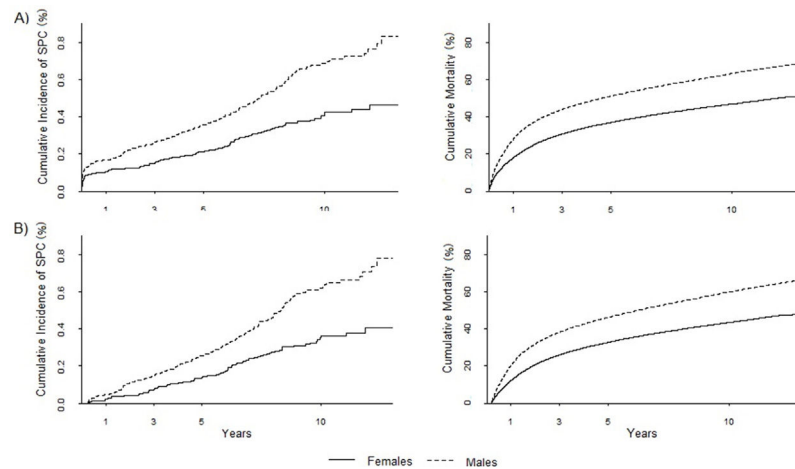 A)
Cumulative Incidence of SPC (%)
0.0 0.2 0.4 0.6 0.8
1 3 5 10
Cumulative Mortality (%)
0 20 40 60 80
1 3 5 10
B)
Cumulative Incidence of SPC (%)
0.0 0.2 0.4 0.6 0.8
1 3 5 10
Years
Cumulative Mortality (%)
0 20 40 60 80
1 3 5 10
Years
Females Males